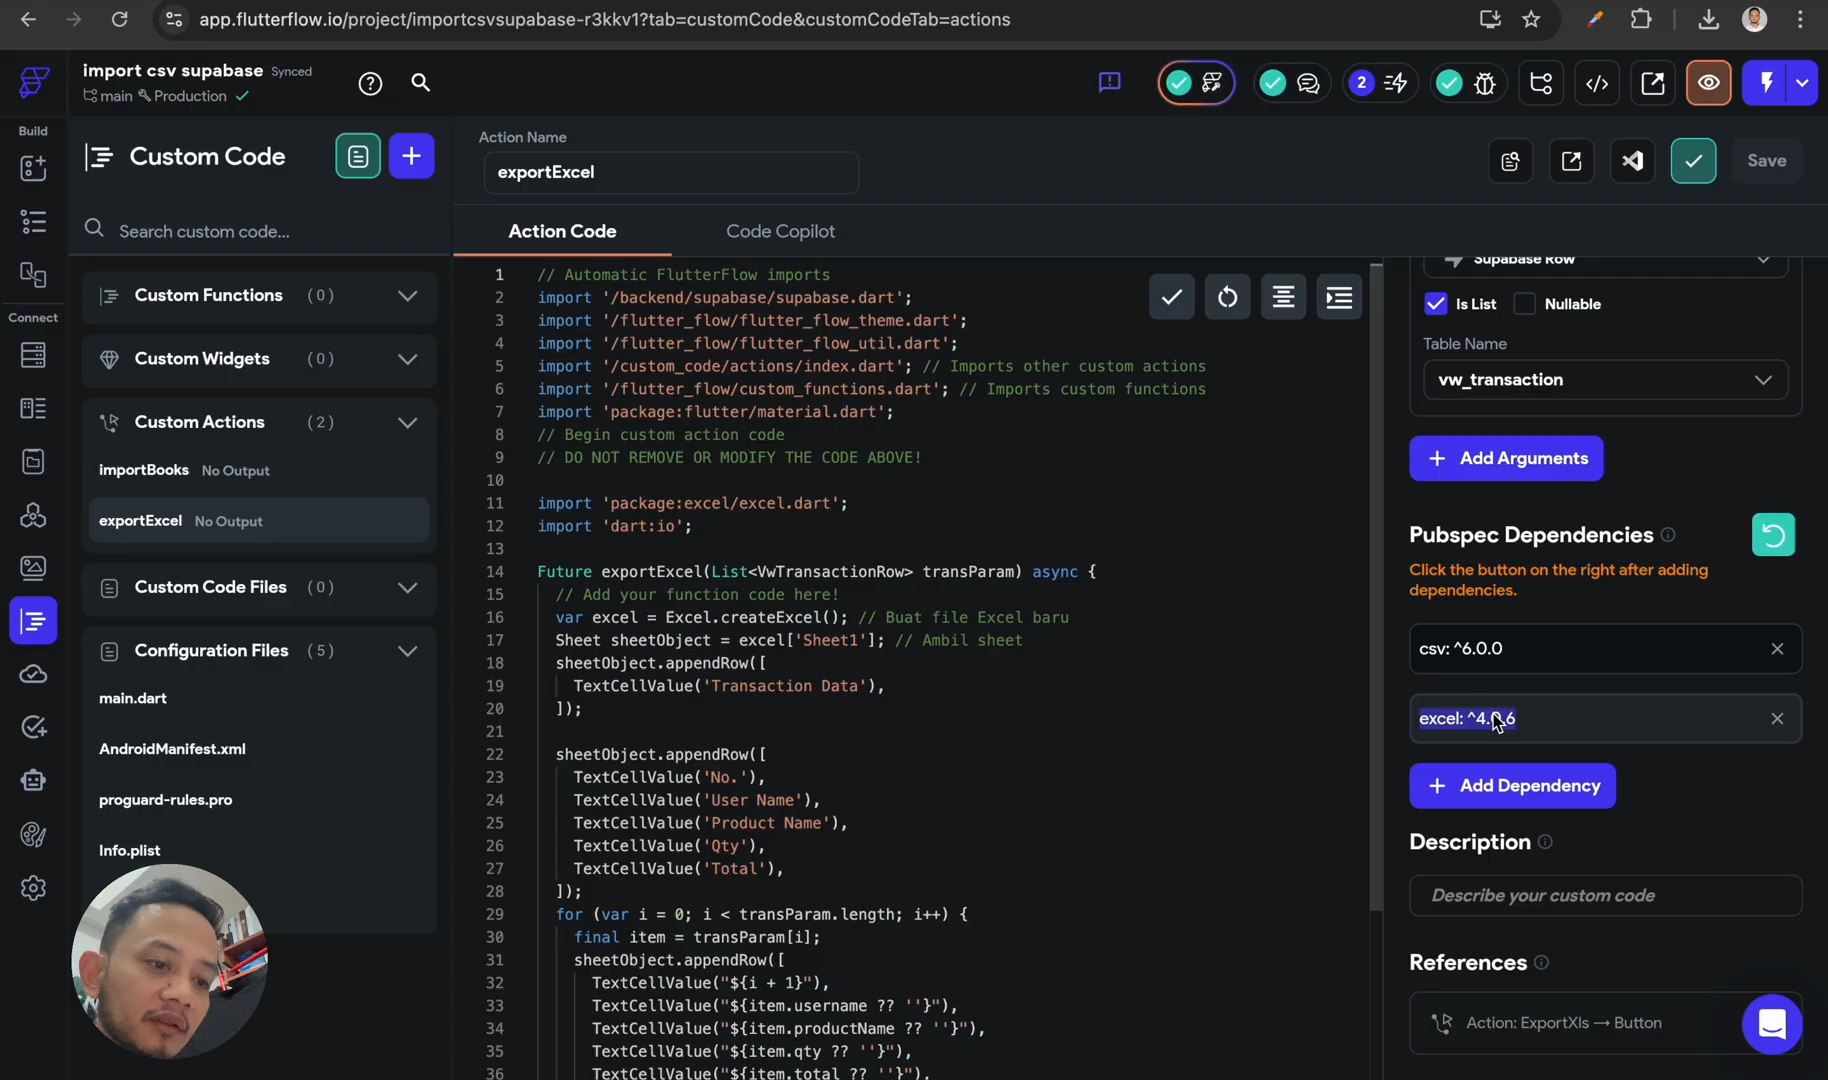 app.flutterflow.io/project/importcsvsupabase-r3kkv1?tab=customCode&customCodeTab=actions
import csv supabase Synced
main Production
2
Build
Connect
Custom Code
Search custom code...
Custom Functions (0)
Custom Widgets (0)
Custom Actions (2)
importBooks No Output
exportExcel No Output
Custom Code Files (0)
Configuration Files (5)
main.dart
AndroidManifest.xml
proguard-rules.pro
Info.plist
Action Name
exportExcel
Save
Action Code Code Copilot
1 // Automatic FlutterFlow imports
2 import '/backend/supabase/supabase.dart';
3 import '/flutter_flow/flutter_flow_theme.dart';
4 import '/flutter_flow/flutter_flow_util.dart';
5 import '/custom_code/actions/index.dart'; // Imports other custom actions
6 import '/flutter_flow/custom_functions.dart'; // Imports custom functions
7 import 'package:flutter/material.dart';
8 // Begin custom action code
9 // DO NOT REMOVE OR MODIFY THE CODE ABOVE!
10
11 import 'package:excel/excel.dart';
12 import 'dart:io';
13
14 Future exportExcel(List<VwTransactionRow> transParam) async {
15 // Add your function code here!
16 var excel = Excel.createExcel(); // Buat file Excel baru
17 Sheet sheetObject = excel['Sheet1']; // Ambil sheet
18 sheetObject.appendRow([
19 TextCellValue('Transaction Data'),
20 ]);
21
22 sheetObject.appendRow([
23 TextCellValue('No.'),
24 TextCellValue('User Name'),
25 TextCellValue('Product Name'),
26 TextCellValue('Qty'),
27 TextCellValue('Total'),
28 ]);
29 for (var i = 0; i < transParam.length; i++) {
30 final item = transParam[i];
31 sheetObject.appendRow([
32 TextCellValue("${i + 1}"),
33 TextCellValue("${item.username ?? ''}"),
34 TextCellValue("${item.productName ?? ''}"),
35 TextCellValue("${item.qty ?? ''}"),
36 TextCellValue("${item.total ?? ''}"),
Supabase Row
Is List Nullable
Table Name
vw_transaction
+ Add Arguments
Pubspec Dependencies
Click the button on the right after adding
dependencies.
csv: ^6.0.0
excel: ^4.0.6
+ Add Dependency
Description
Describe your custom code
References
Action: ExportXls → Button